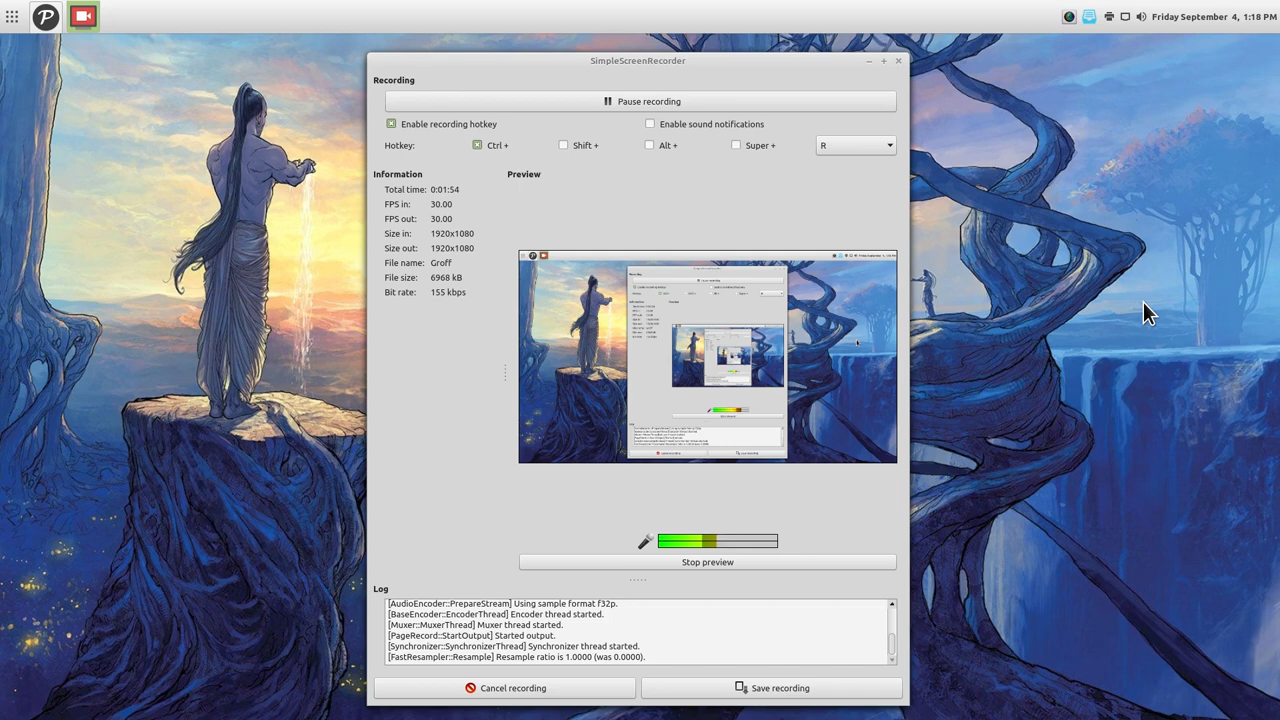 Friday September 4, 1:18 PM
SimpleScreenRecorder
Recording
Pause recording
Enable recording hotkey
Enable sound notifications
Hotkey: Ctrl + Shift + Alt + Super + R
Information
Preview
Total time: 0:01:54
FPS in: 30.00
FPS out: 30.00
Size in: 1920x1080
Size out: 1920x1080
File name: Groff
File size: 6968 kB
Bit rate: 155 kbps
Stop preview
Log
[AudioEncoder::PrepareStream] Using sample format f32p.
[BaseEncoder::EncoderThread] Encoder thread started.
[Muxer::MuxerThread] Muxer thread started.
[PageRecord::StartOutput] Started output.
[Synchronizer::SynchronizerThread] Synchronizer thread started.
[FastResampler::Resample] Resample ratio is 1.0000 (was 0.0000).
Cancel recording
Save recording